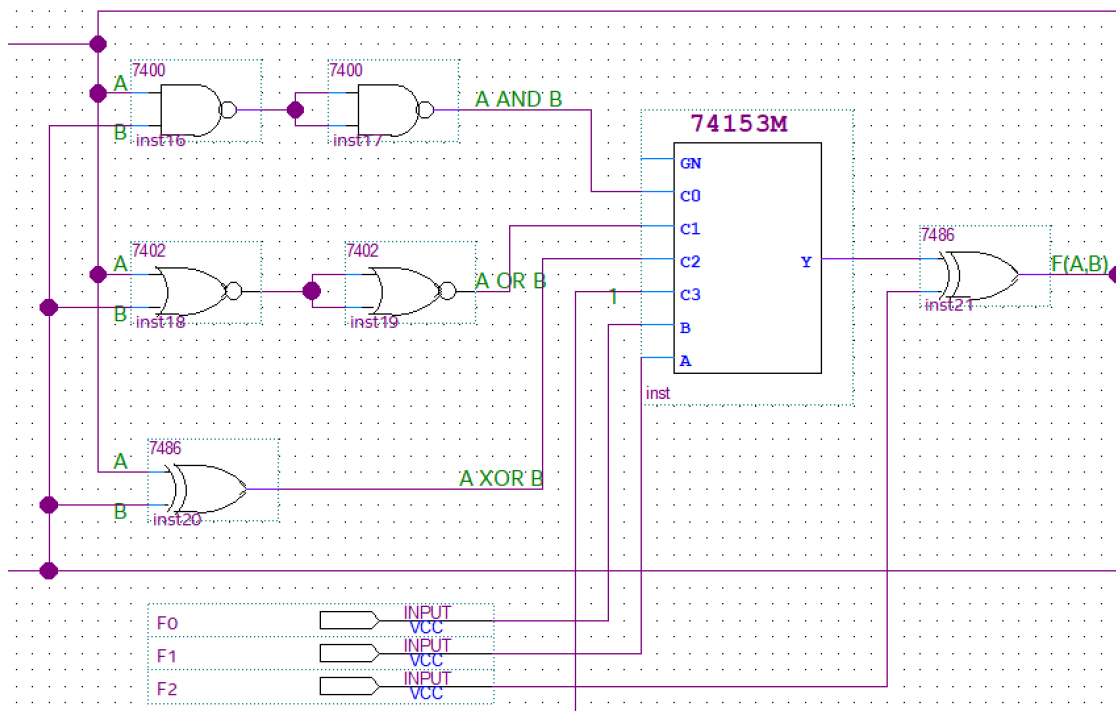 7400
7400
A
A AND B
B
inst16
inst17
74153M
GN
C0
C1
C2
C3
B
A
Y
inst
7402
7402
A
A OR B
B
inst18
inst19
1
7486
F(A,B)
inst21
7486
A
A XOR B
B
inst20
F0
INPUT
VCC
F1
INPUT
VCC
F2
INPUT
VCC